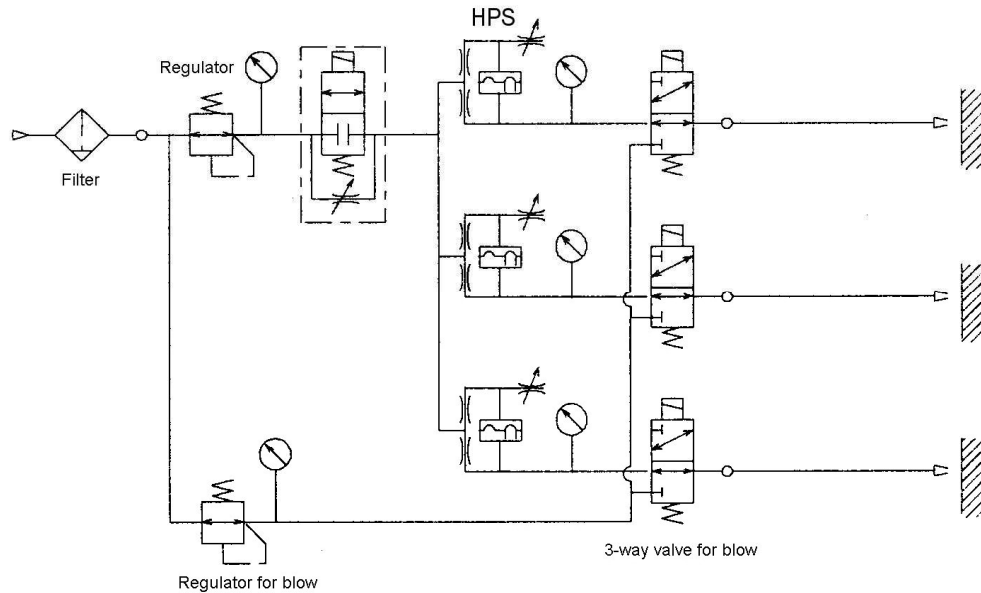 HPS
Regulator
Filter
3-way valve for blow
Regulator for blow